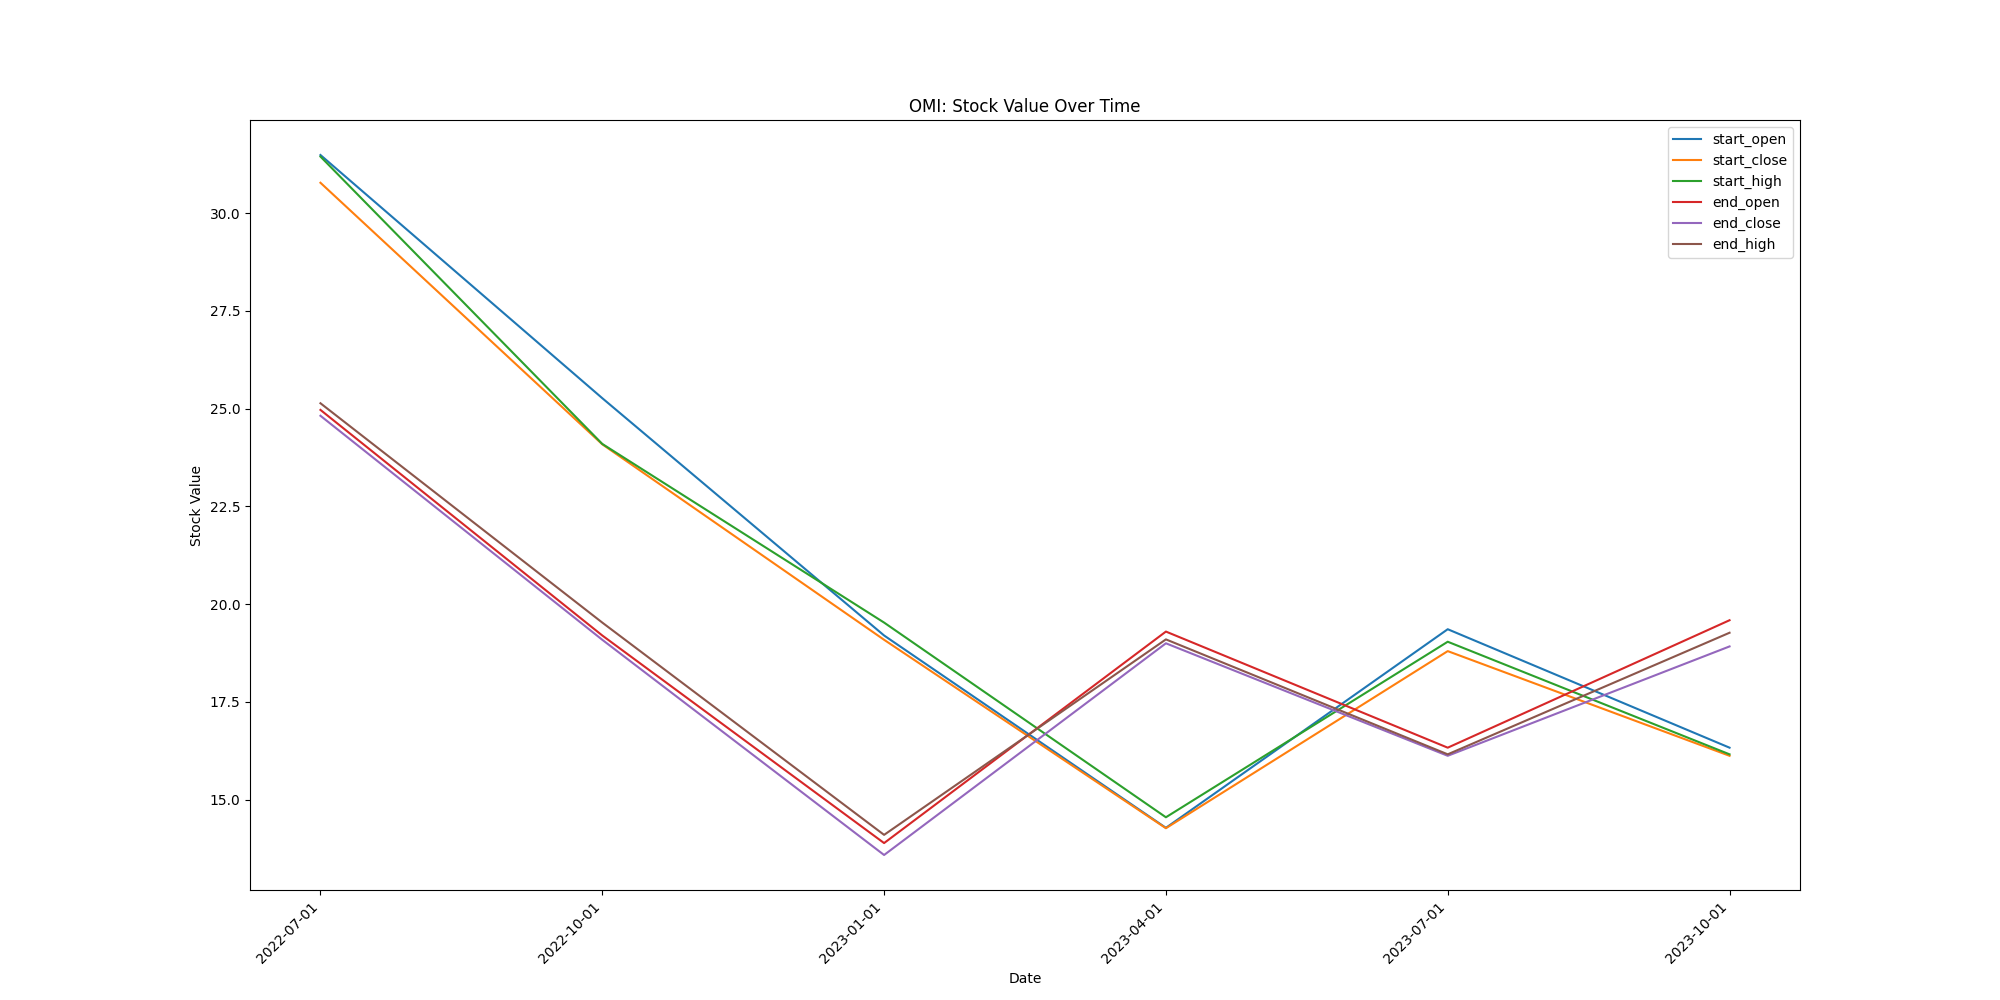 OMI: Stock Value Over Time
start_open
start_close
start_high
end_open
end_close
end_high
Stock Value
30.0
27.5
25.0
22.5
20.0
17.5
15.0
2022-07-01
2022-10-01
2023-01-01
2023-04-01
2023-07-01
2023-10-01
Date